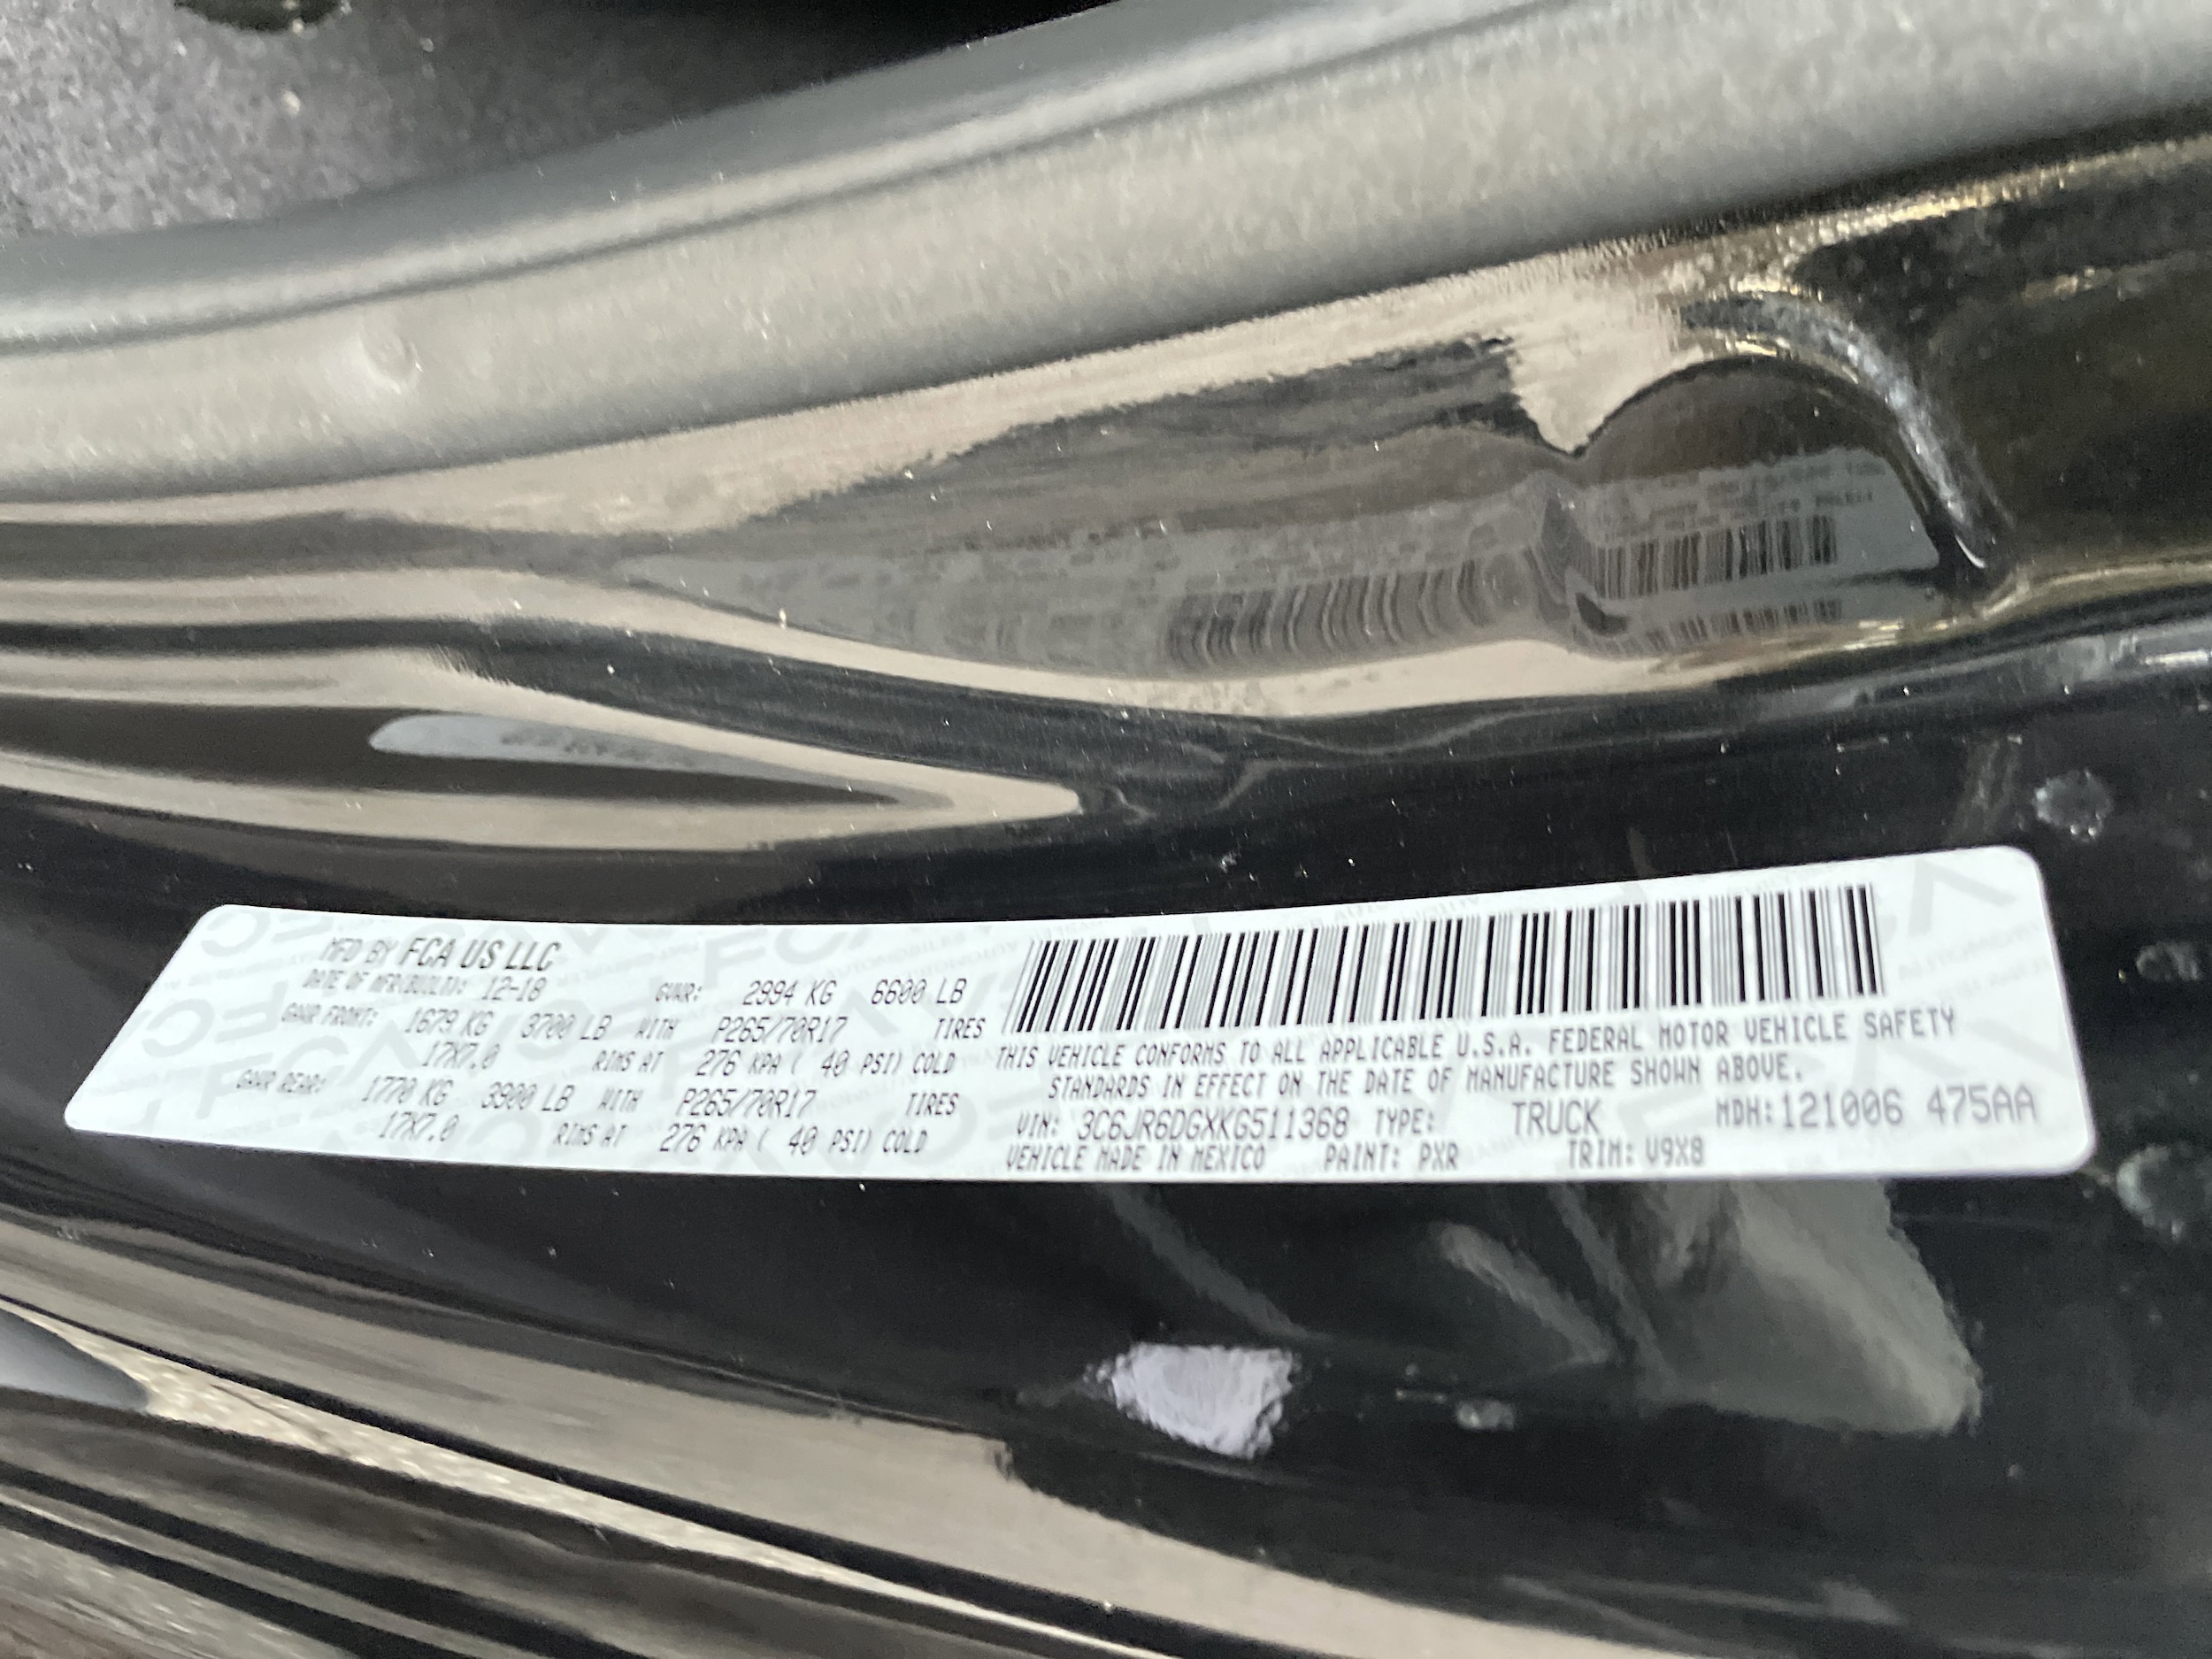 MFD BY FCA US LLC
DATE OF MFR(BUILT): 12-18 GVWR: 2994 KG 6600 LB
GAWR FRONT: 1679 KG 3700 LB WITH P265/70R17 TIRES
17X7.0 RIMS AT 276 KPA ( 40 PSI) COLD
GAWR REAR: 1770 KG 3900 LB WITH P265/70R17 TIRES
17X7.0 RIMS AT 276 KPA ( 40 PSI) COLD
THIS VEHICLE CONFORMS TO ALL APPLICABLE U.S.A. FEDERAL MOTOR VEHICLE SAFETY
STANDARDS IN EFFECT ON THE DATE OF MANUFACTURE SHOWN ABOVE.
VIN: 3C6JR6DGXKG511368 TYPE: TRUCK MDH:121006 475AA
VEHICLE MADE IN MEXICO PAINT: PXR TRIM: V9X8